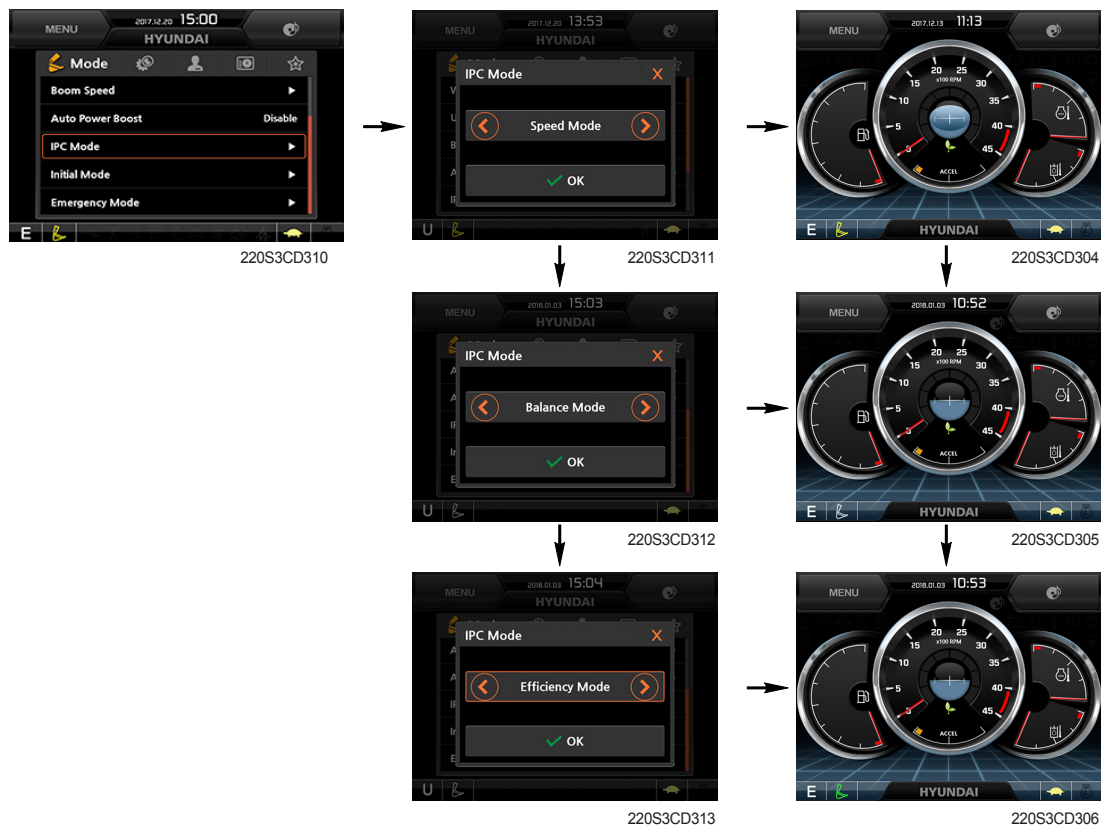 MENU
2017.12.20 15:00
HYUNDAI
Mode
Boom Speed
Auto Power Boost Disable
IPC Mode
Initial Mode
Emergency Mode
E
220S3CD310
MENU
2017.12.20 13:53
HYUNDAI
IPC Mode X
Speed Mode
OK
U
220S3CD311
MENU
2017.12.13 11:13
20 25
x100 RPM
15 30
10 35
5 40
0 45
ACCEL
E HYUNDAI
220S3CD304
MENU
2018.01.03 15:03
HYUNDAI
IPC Mode X
Balance Mode
OK
U
220S3CD312
MENU
2018.01.03 10:52
20 25
x100 RPM
15 30
10 35
5 40
0 45
ACCEL
E HYUNDAI
220S3CD305
MENU
2018.01.03 15:04
HYUNDAI
IPC Mode X
Efficiency Mode
OK
U
220S3CD313
MENU
2018.01.03 10:53
20 25
x100 RPM
15 30
10 35
5 40
0 45
ACCEL
E HYUNDAI
220S3CD306